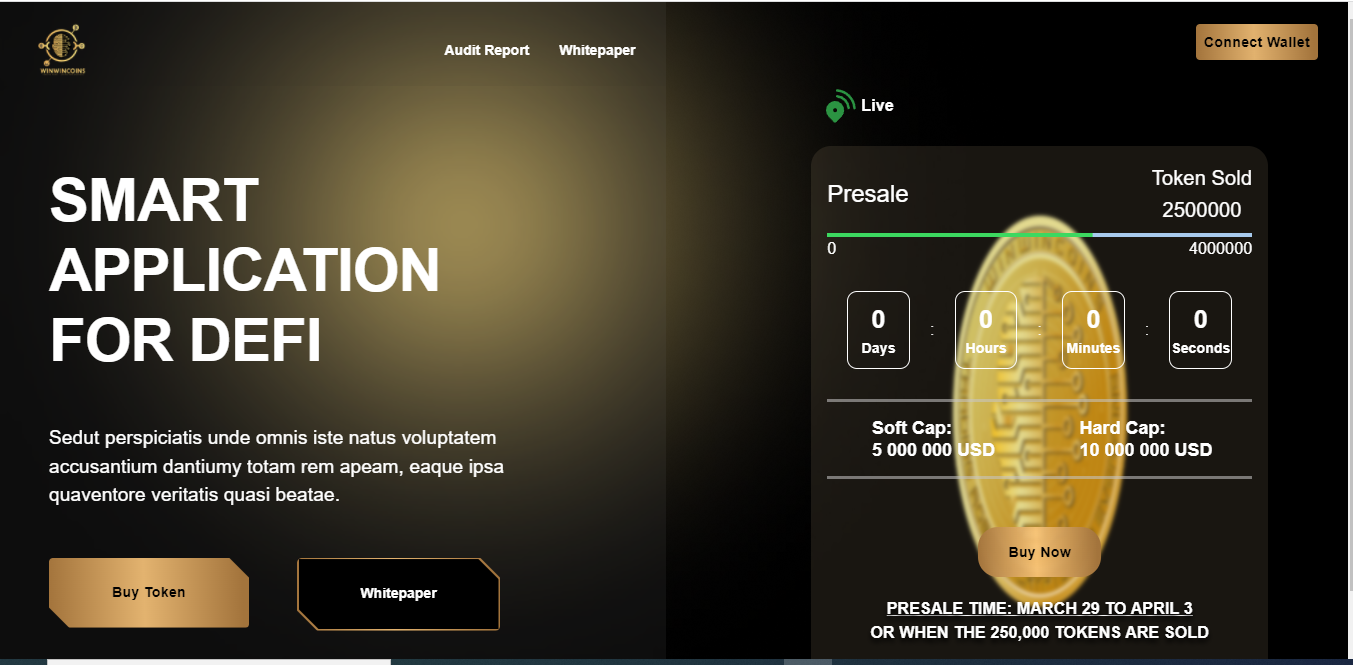 WINWINCOINS
Audit Report
Whitepaper
Connect Wallet
Live
SMART
APPLICATION
FOR DEFI
Sedut perspiciatis unde omnis iste natus voluptatem
accusantium dantiumy totam rem apeam, eaque ipsa
quaventore veritatis quasi beatae.
Buy Token
Whitepaper
Presale
Token Sold
2500000
0
4000000
0
Days
:
0
Hours
:
0
Minutes
:
0
Seconds
Soft Cap:
5 000 000 USD
Hard Cap:
10 000 000 USD
Buy Now
PRESALE TIME: MARCH 29 TO APRIL 3
OR WHEN THE 250,000 TOKENS ARE SOLD